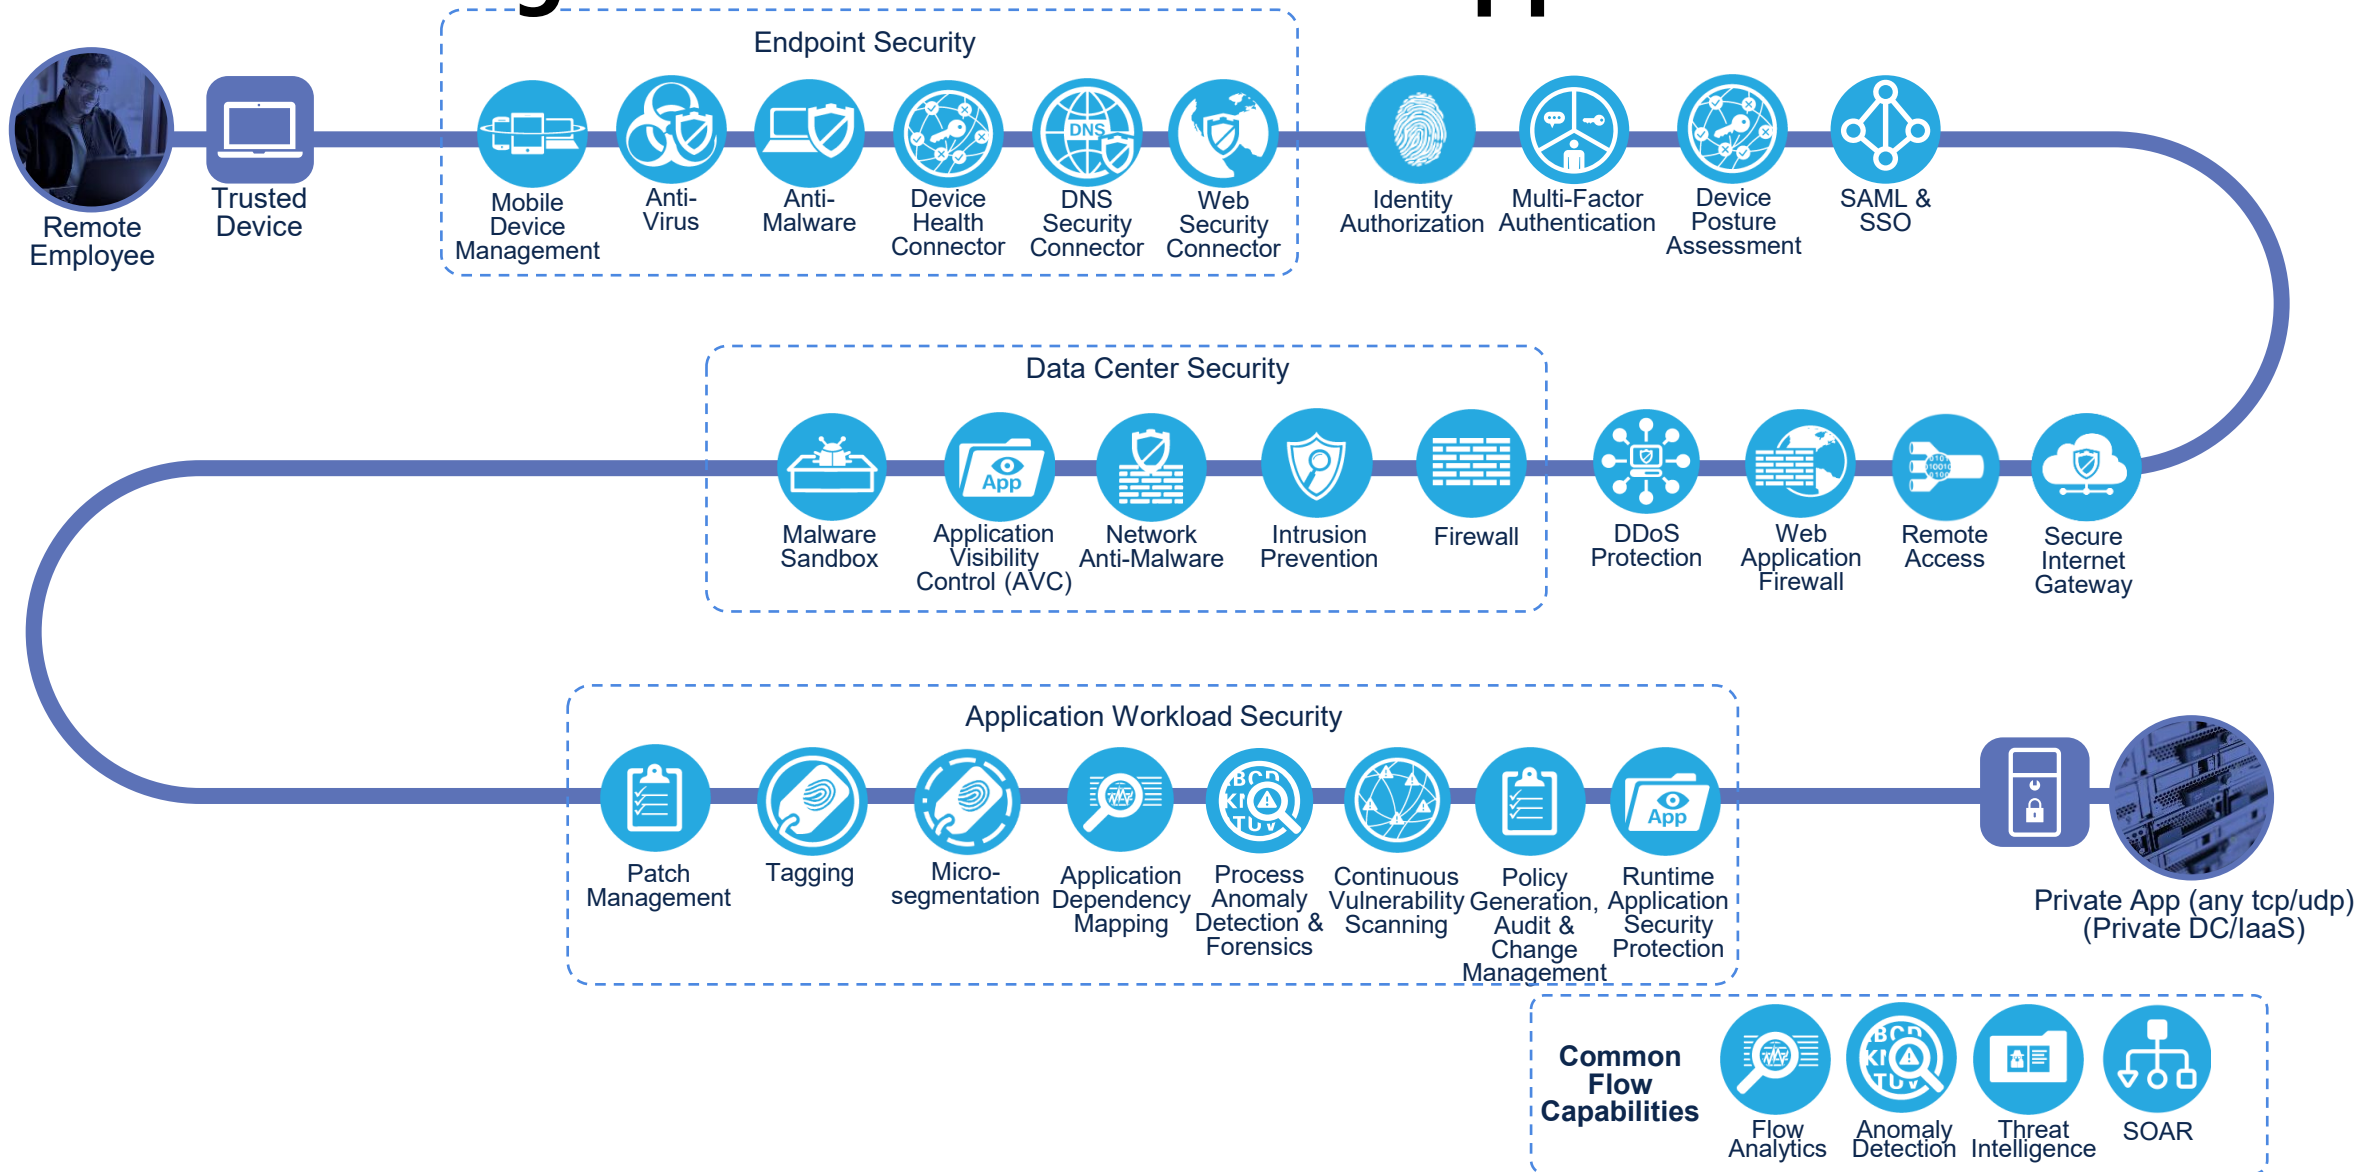 Endpoint Security
Remote
Employee
Trusted
Device
Mobile
Device
Management
Anti-
Virus
Anti-
Malware
Device
Health
Connector
DNS
DNS
Security
Connector
Web
Security
Connector
Identity
Authorization
Multi-Factor
Authentication
Device
Posture
Assessment
SAML &
SSO
Data Center Security
Malware
Sandbox
App
Application
Visibility
Control (AVC)
Network
Anti-Malware
Intrusion
Prevention
Firewall
DDoS
Protection
Web
Application
Firewall
Remote
Access
Secure
Internet
Gateway
Application Workload Security
Patch
Management
Tagging
Micro-
segmentation
Application
Dependency
Mapping
Process
Anomaly
Detection &
Forensics
Continuous
Vulnerability
Scanning
Policy
Generation,
Audit &
Change
Management
App
Runtime
Application
Security
Protection
Private App (any tcp/udp)
(Private DC/IaaS)
Common
Flow
Capabilities
Flow
Analytics
Anomaly
Detection
Threat
Intelligence
SOAR